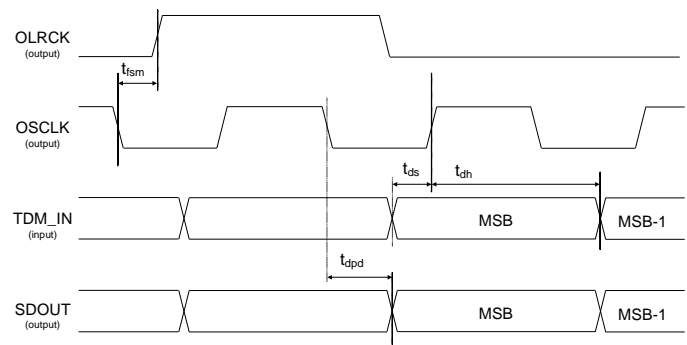 OLRCK
(output)
tfsm
OSCLK
(output)
tds
tdh
TDM_IN
(input)
MSB
MSB-1
tdpd
SDOUT
(output)
MSB
MSB-1